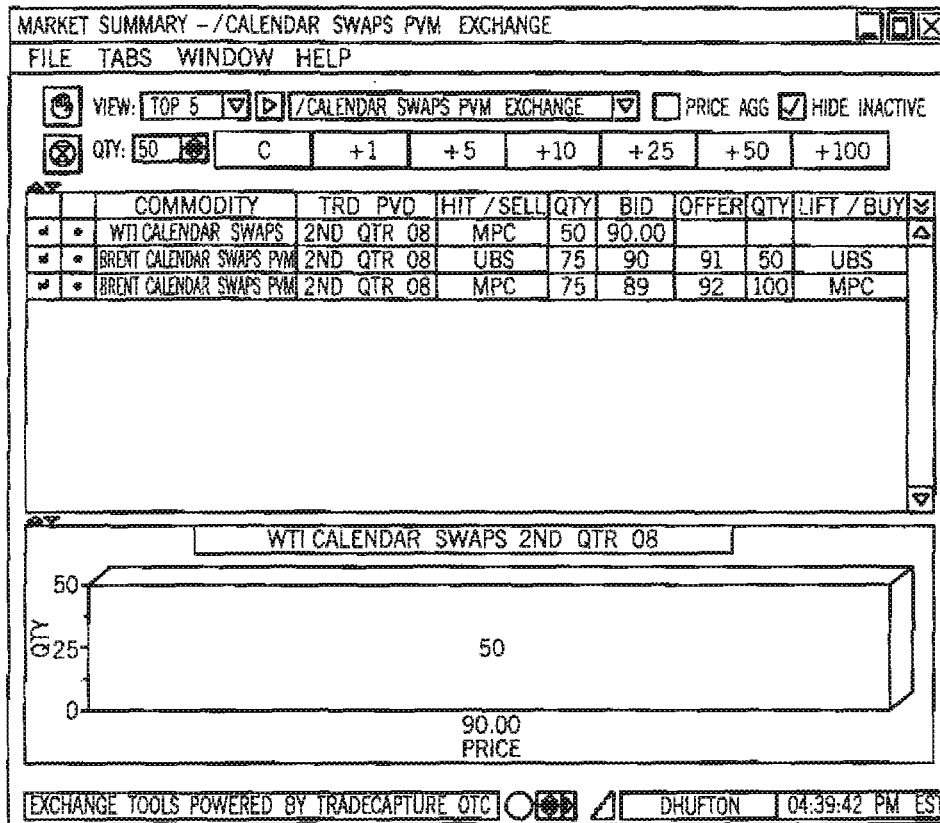 MARKET SUMMARY -/CALENDAR SWAPS PVM EXCHANGE
FILE TABS WINDOW HELP
VIEW: TOP 5 /CALENDAR SWAPS PVM EXCHANGE PRICE AGG HIDE INACTIVE
QTY: 50 C +1 +5 +10 +25 +50 +100
COMMODITY TRD PVD HIT/SELL QTY BID OFFER QTY LIFT/BUY
WTI CALENDAR SWAPS 2ND QTR 08 MPC 50 90.00
BRENT CALENDAR SWAPS PVM 2ND QTR 08 UBS 75 90 91 50 UBS
BRENT CALENDAR SWAPS PVM 2ND QTR 08 MPC 75 89 92 100 MPC
WTI CALENDAR SWAPS 2ND QTR 08
50
QTY
25
50
0
90.00
PRICE
EXCHANGE TOOLS POWERED BY TRADECAPTURE OTC DHUFTON 04:39:42 PM EST